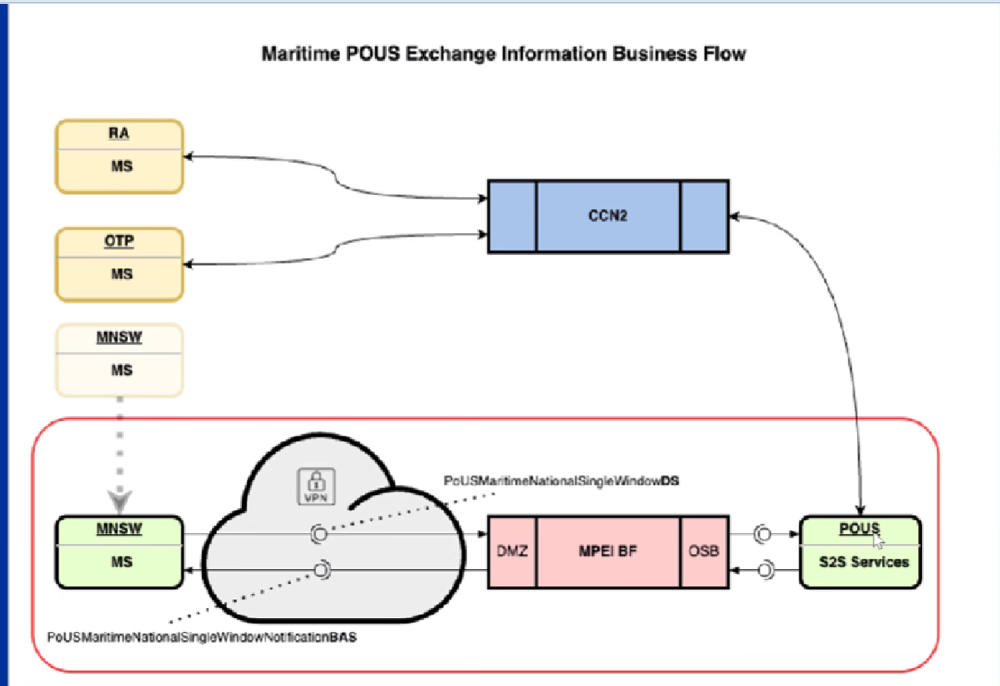 Maritime POUS Exchange Information Business Flow
RA
MS
CCN2
OTP
MS
MNSW
MS
VPN
PoUSMaritimeNationalSingleWindowDS
MNSW
MS
DMZ
MPEI BF
OSB
POUS
S2S Services
PoUSMaritimeNationalSingleWindowNotificationBAS